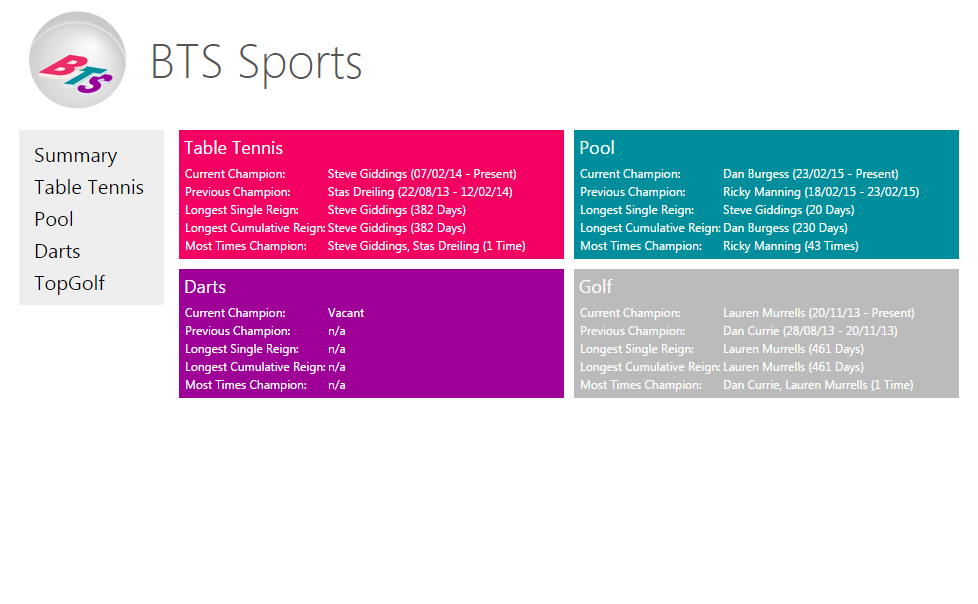 BTS
BTS Sports
Summary
Table Tennis
Pool
Darts
TopGolf
Table Tennis
Current Champion: Steve Giddings (07/02/14 - Present)
Previous Champion: Stas Dreiling (22/08/13 - 12/02/14)
Longest Single Reign: Steve Giddings (382 Days)
Longest Cumulative Reign: Steve Giddings (382 Days)
Most Times Champion: Steve Giddings, Stas Dreiling (1 Time)
Pool
Current Champion: Dan Burgess (23/02/15 - Present)
Previous Champion: Ricky Manning (18/02/15 - 23/02/15)
Longest Single Reign: Steve Giddings (20 Days)
Longest Cumulative Reign: Dan Burgess (230 Days)
Most Times Champion: Ricky Manning (43 Times)
Darts
Current Champion: Vacant
Previous Champion: n/a
Longest Single Reign: n/a
Longest Cumulative Reign: n/a
Most Times Champion: n/a
Golf
Current Champion: Lauren Murrells (20/11/13 - Present)
Previous Champion: Dan Currie (28/08/13 - 20/11/13)
Longest Single Reign: Lauren Murrells (461 Days)
Longest Cumulative Reign: Lauren Murrells (461 Days)
Most Times Champion: Dan Currie, Lauren Murrells (1 Time)